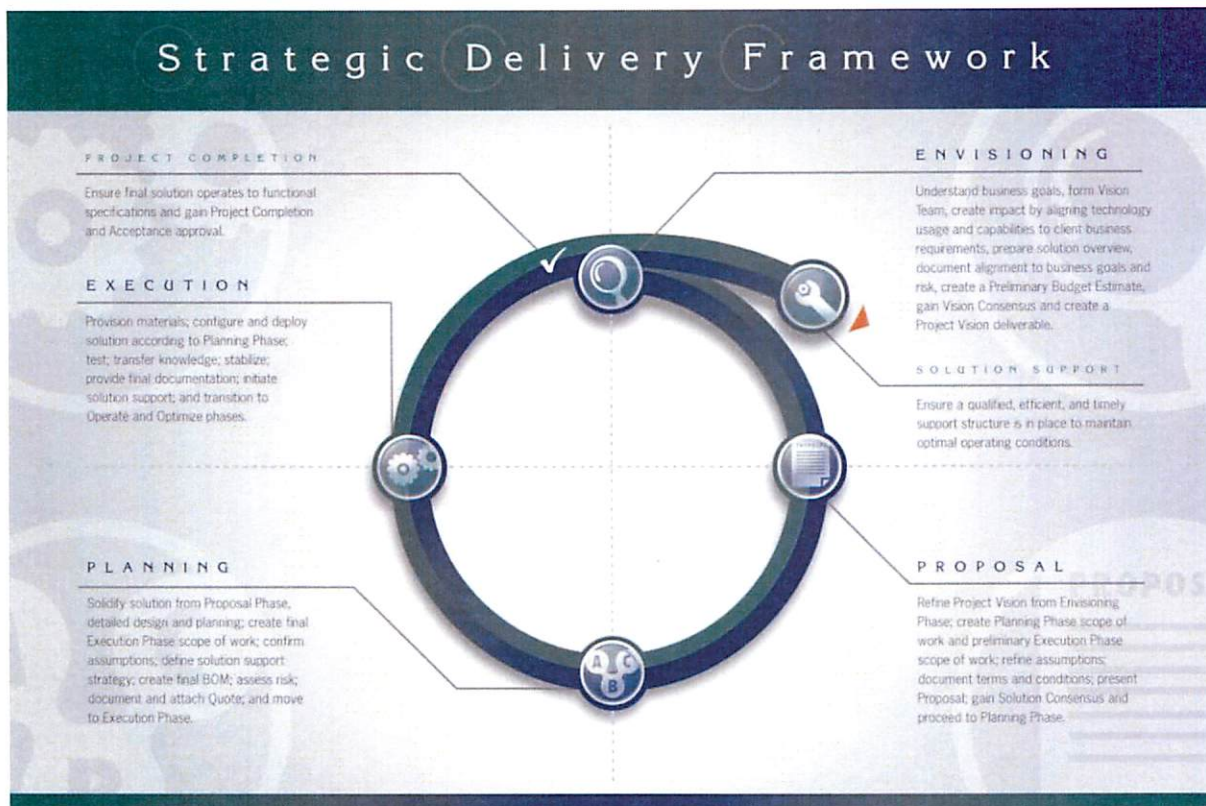 Strategic Delivery Framework
PROJECT COMPLETION
Ensure final solution operates to functional
specifications and gain Project Completion
and Acceptance approval.
EXECUTION
Provision materials; configure and deploy
solution according to Planning Phase;
test; transfer knowledge; stabilize;
provide final documentation; initiate
solution support; and transition to
Operate and Optimize phases.
PLANNING
Solidify solution from Proposal Phase,
detailed design and planning; create final
Execution Phase scope of work; confirm
assumptions; define solution support
strategy; create final BOM; assess risk;
document and attach Quote; and move
to Execution Phase.
A C
B
ENVISIONING
Understand business goals, form Vision
Team, create impact by aligning technology
usage and capabilities to client business
requirements, prepare solution overview,
document alignment to business goals and
risk, create a Preliminary Budget Estimate,
gain Vision Consensus and create a
Project Vision deliverable.
SOLUTION SUPPORT
Ensure a qualified, efficient, and timely
support structure is in place to maintain
optimal operating conditions.
PROPOSAL
Refine Project Vision from Envisioning
Phase; create Planning Phase scope of
work and preliminary Execution Phase
scope of work; refine assumptions;
document terms and conditions; present
Proposal; gain Solution Consensus and
proceed to Planning Phase.
PROPOS